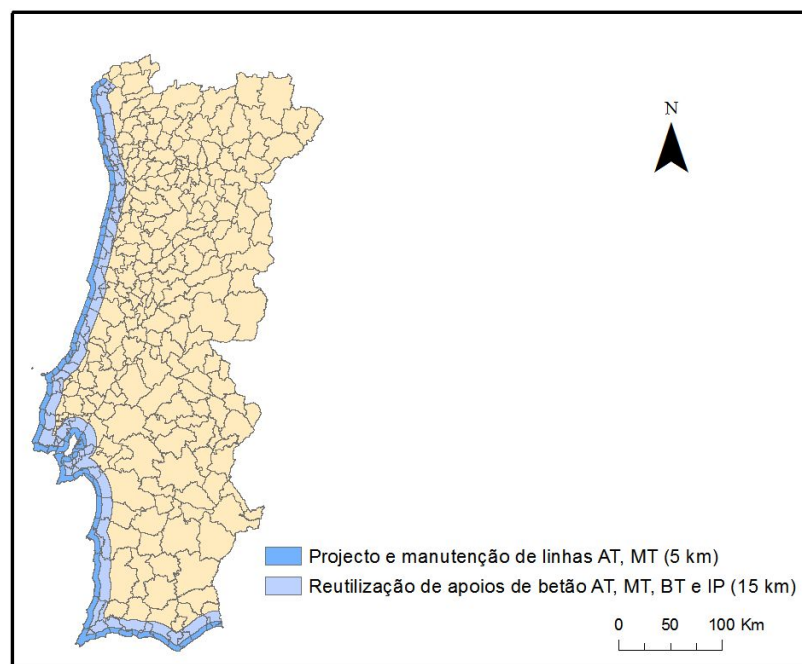 N
Projecto e manutenção de linhas AT, MT (5 km)
Reutilização de apoios de betão AT, MT, BT e IP (15 km)
0 50 100 Km